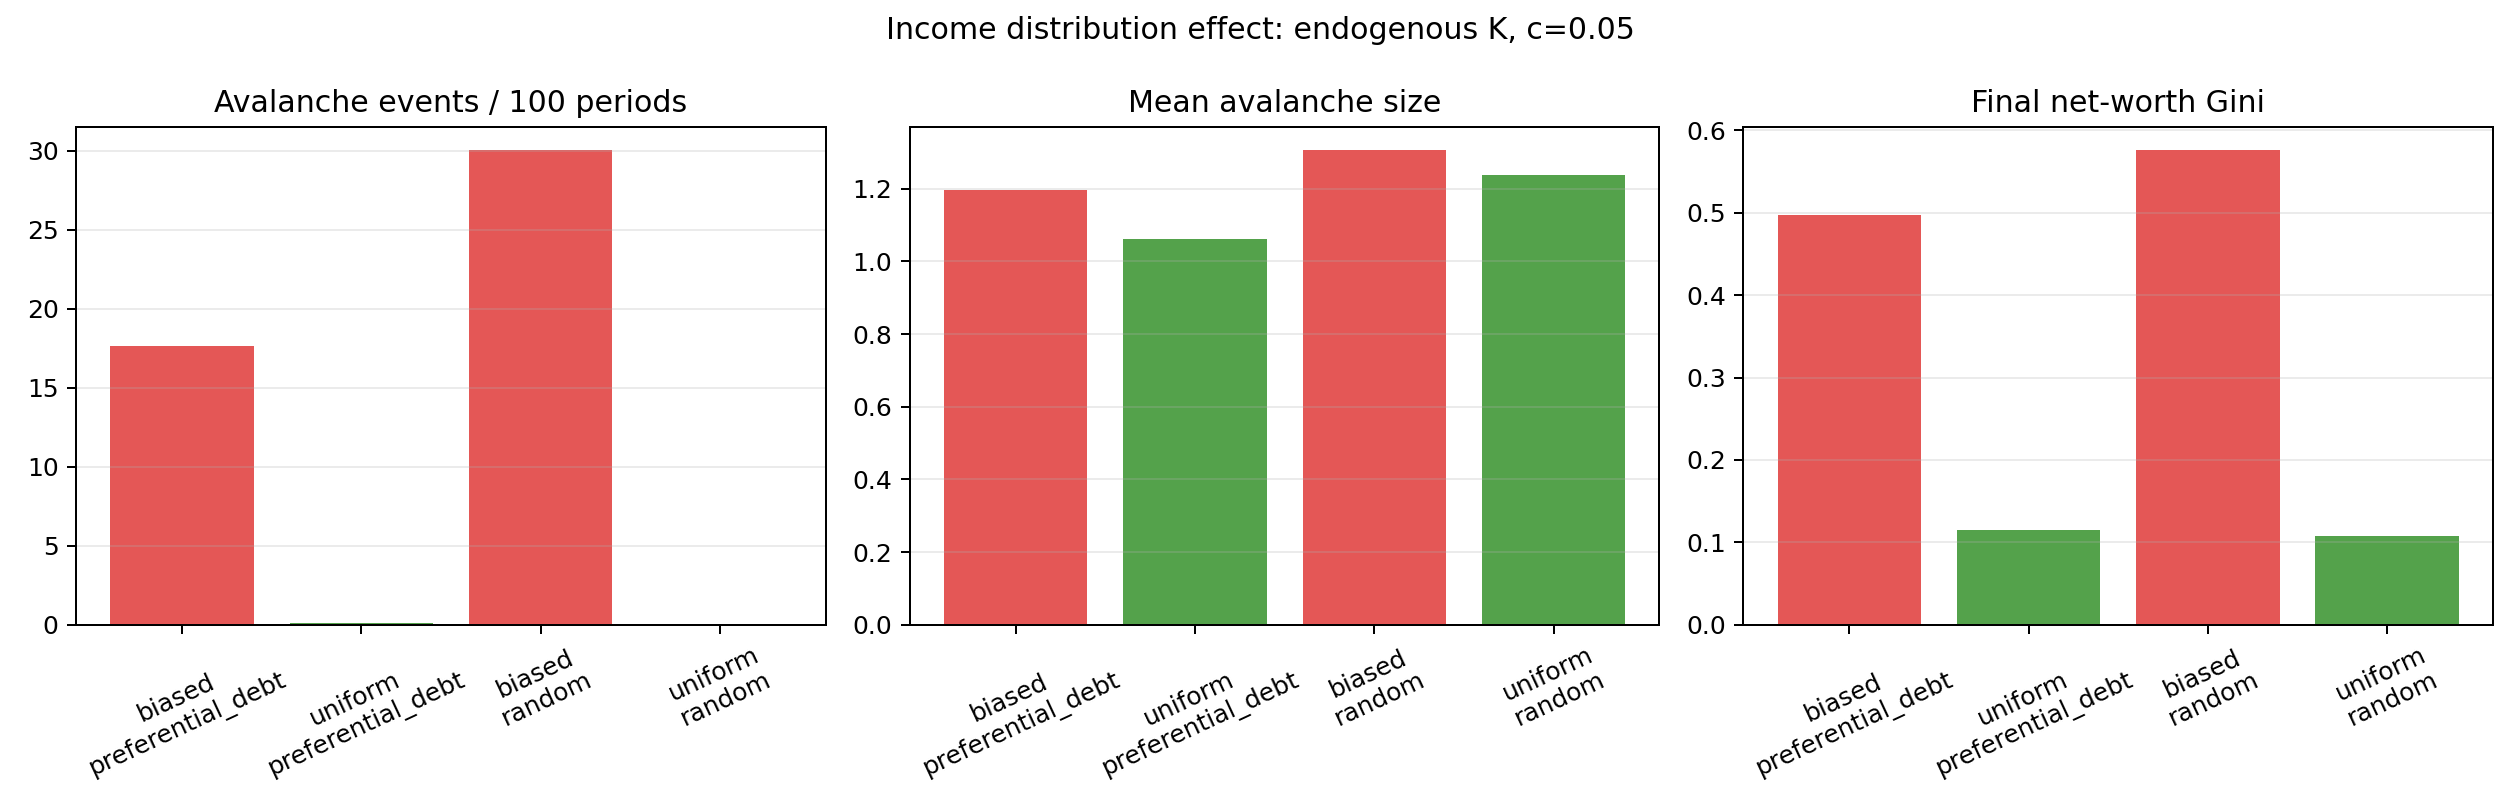 Income distribution effect: endogenous K, c=0.05
Avalanche events / 100 periods
30
25
20
15
10
5
0
biased
preferential_debt
uniform
preferential_debt
biased
random
uniform
random
Mean avalanche size
1.2
1.0
0.8
0.6
0.4
0.2
0.0
biased
preferential_debt
uniform
preferential_debt
biased
random
uniform
random
Final net-worth Gini
0.6
0.5
0.4
0.3
0.2
0.1
0.0
biased
preferential_debt
uniform
preferential_debt
biased
random
uniform
random